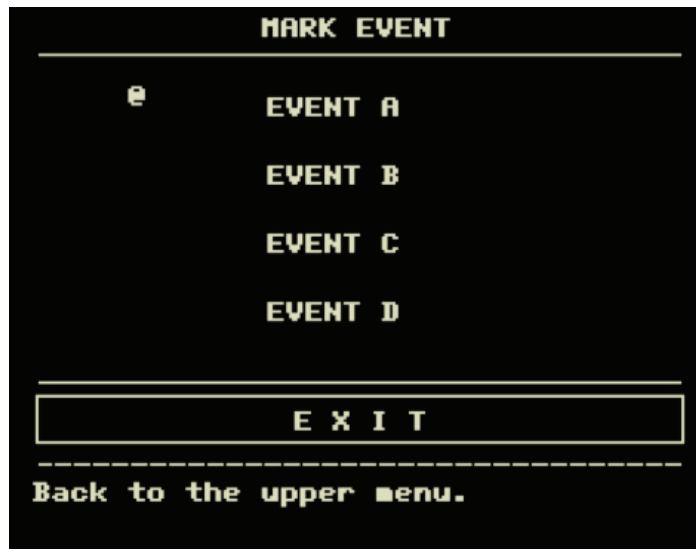 MARK EVENT
@ EVENT A
EVENT B
EVENT C
EVENT D
E X I T
Back to the upper menu.